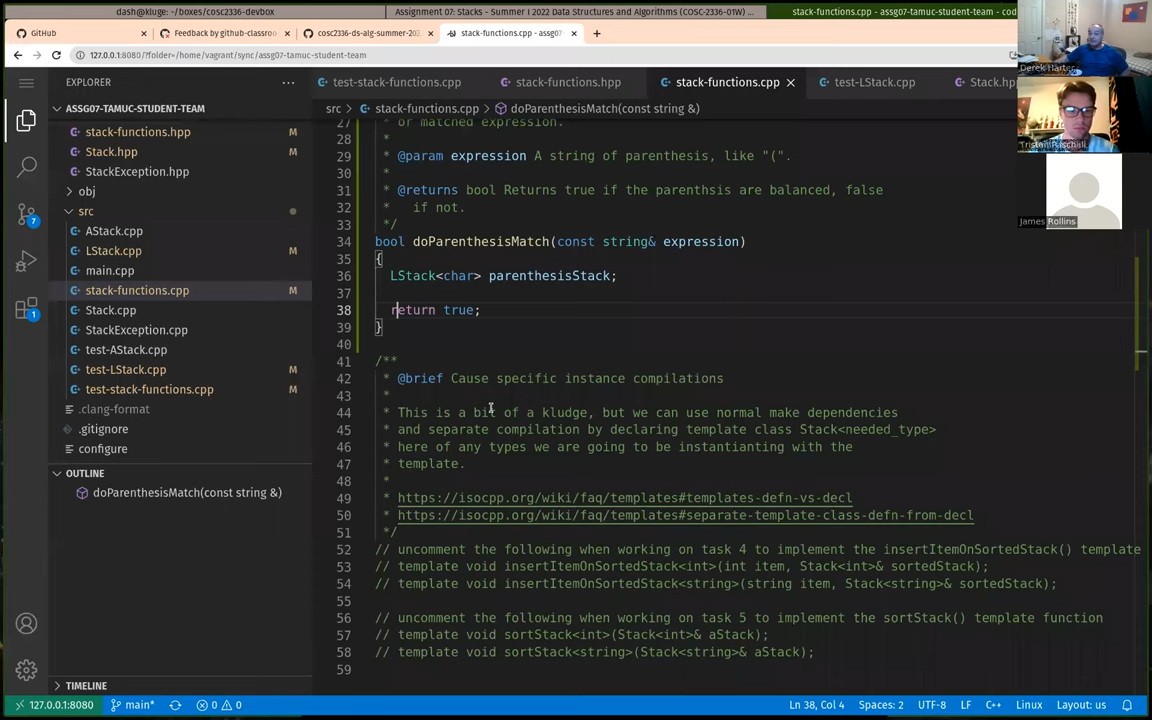 dash@kluge: ~/boxes/cosc2336-devbox
Assignment 07: Stacks - Summer I 2022 Data Structures and Algorithms (COSC-2336-01W)
stack-functions.cpp - assg07-tamuc-student-team - cod
GitHub
Feedback by github-classroo
cosc2336-ds-alg-summer-202
stack-functions.cpp - assg0
127.0.0.1:8080/?folder=/home/vagrant/sync/assg07-tamuc-student-team
Derek Harter
Tristan Paschall
James Rollins
EXPLORER
ASSG07-TAMUC-STUDENT-TEAM
stack-functions.hpp M
Stack.hpp M
StackException.hpp
obj
src
AStack.cpp
LStack.cpp M
main.cpp
stack-functions.cpp M
Stack.cpp
StackException.cpp
test-AStack.cpp
test-LStack.cpp M
test-stack-functions.cpp M
.clang-format
.gitignore
configure
OUTLINE
doParenthesisMatch(const string &)
TIMELINE
7
1
test-stack-functions.cpp
stack-functions.hpp
stack-functions.cpp
test-LStack.cpp
Stack.hp
src > stack-functions.cpp > doParenthesisMatch(const string &)
27 * or matched expression.
28 *
29 * @param expression A string of parenthesis, like "(".
30 *
31 * @returns bool Returns true if the parenthsis are balanced, false
32 *   if not.
33 */
34 bool doParenthesisMatch(const string& expression)
35 {
36   LStack<char> parenthesisStack;
37
38   return true;
39 }
40
41 /**
42 * @brief Cause specific instance compilations
43 *
44 * This is a bit of a kludge, but we can use normal make dependencies
45 * and separate compilation by declaring template class Stack<needed_type>
46 * here of any types we are going to be instantianting with the
47 * template.
48 *
49 * https://isocpp.org/wiki/faq/templates#templates-defn-vs-decl
50 * https://isocpp.org/wiki/faq/templates#separate-template-class-defn-from-decl
51 */
52 // uncomment the following when working on task 4 to implement the insertItemOnSortedStack() template
53 // template void insertItemOnSortedStack<int>(int item, Stack<int>& sortedStack);
54 // template void insertItemOnSortedStack<string>(string item, Stack<string>& sortedStack);
55
56 // uncomment the following when working on task 5 to implement the sortStack() template function
57 // template void sortStack<int>(Stack<int>& aStack);
58 // template void sortStack<string>(Stack<string>& aStack);
59
127.0.0.1:8080 main* 0 0 Ln 38, Col 4 Spaces: 2 UTF-8 LF C++ Linux Layout: us